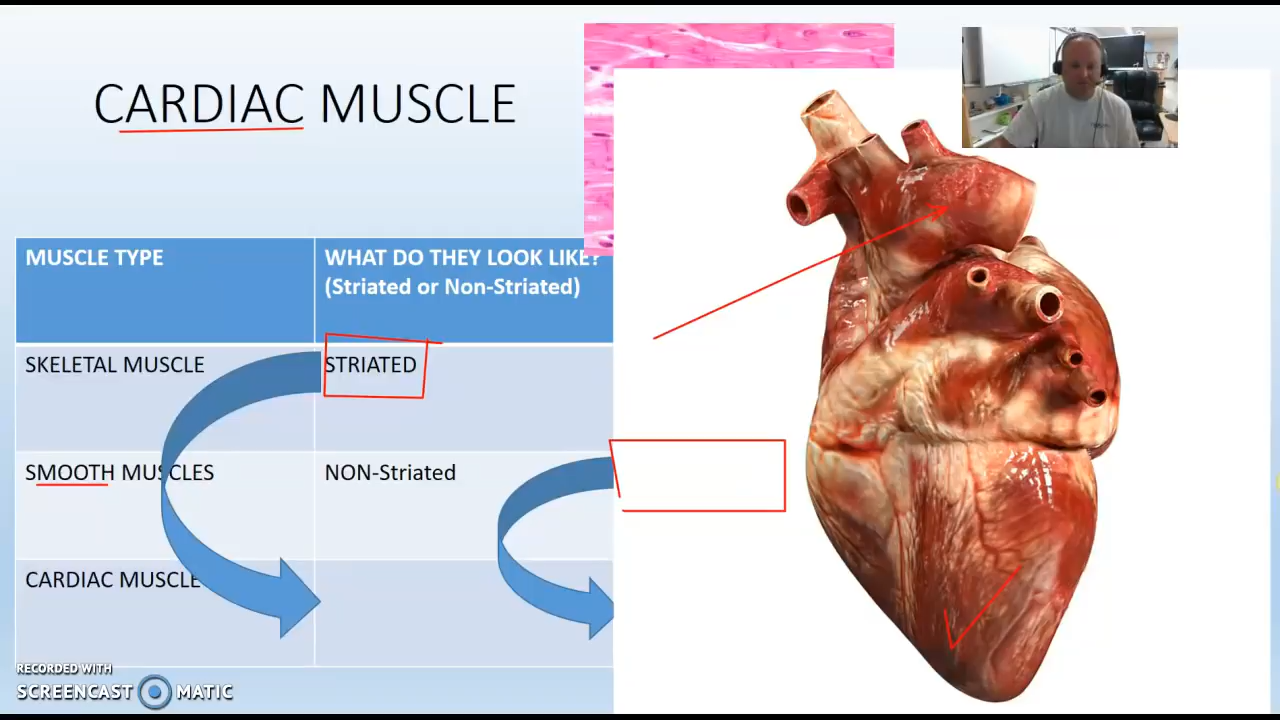 CARDIAC MUSCLE
MUSCLE TYPE
WHAT DO THEY LOOK LIKE?
(Striated or Non-Striated)
SKELETAL MUSCLE
STRIATED
SMOOTH MUSCLES
NON-Striated
CARDIAC MUSCLE
RECORDED WITH
SCREENCAST MATIC